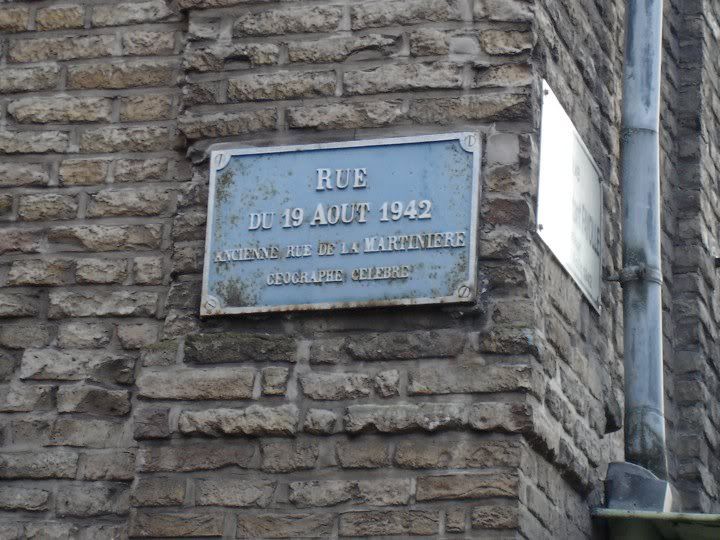 RUE
DU 19 AOUT 1942
ANCIENNE RUE DE LA MARTINIERE
GEOGRAPHE CELEBRE